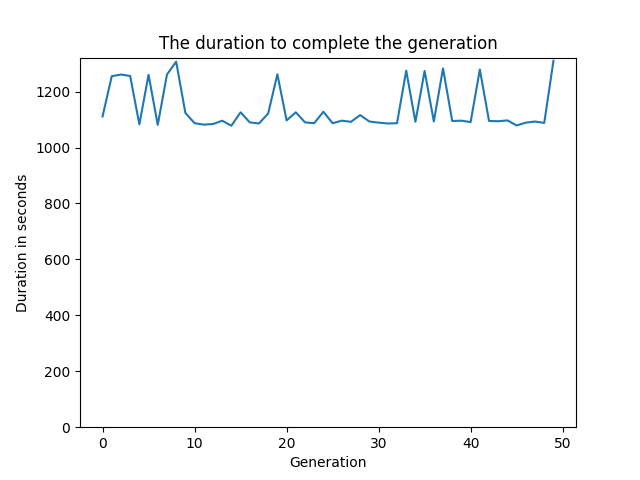 The duration to complete the generation
1200
1000
800
600
400
200
0
Duration in seconds
0 10 20 30 40 50
Generation